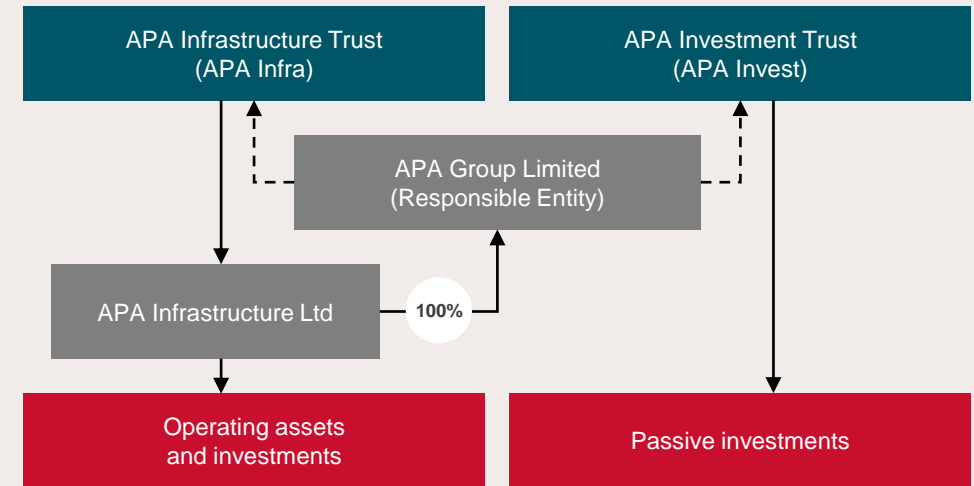 APA Infrastructure Trust
(APA Infra)
APA Investment Trust
(APA Invest)
APA Group Limited
(Responsible Entity)
APA Infrastructure Ltd
100%
Operating assets
and investments
Passive investments